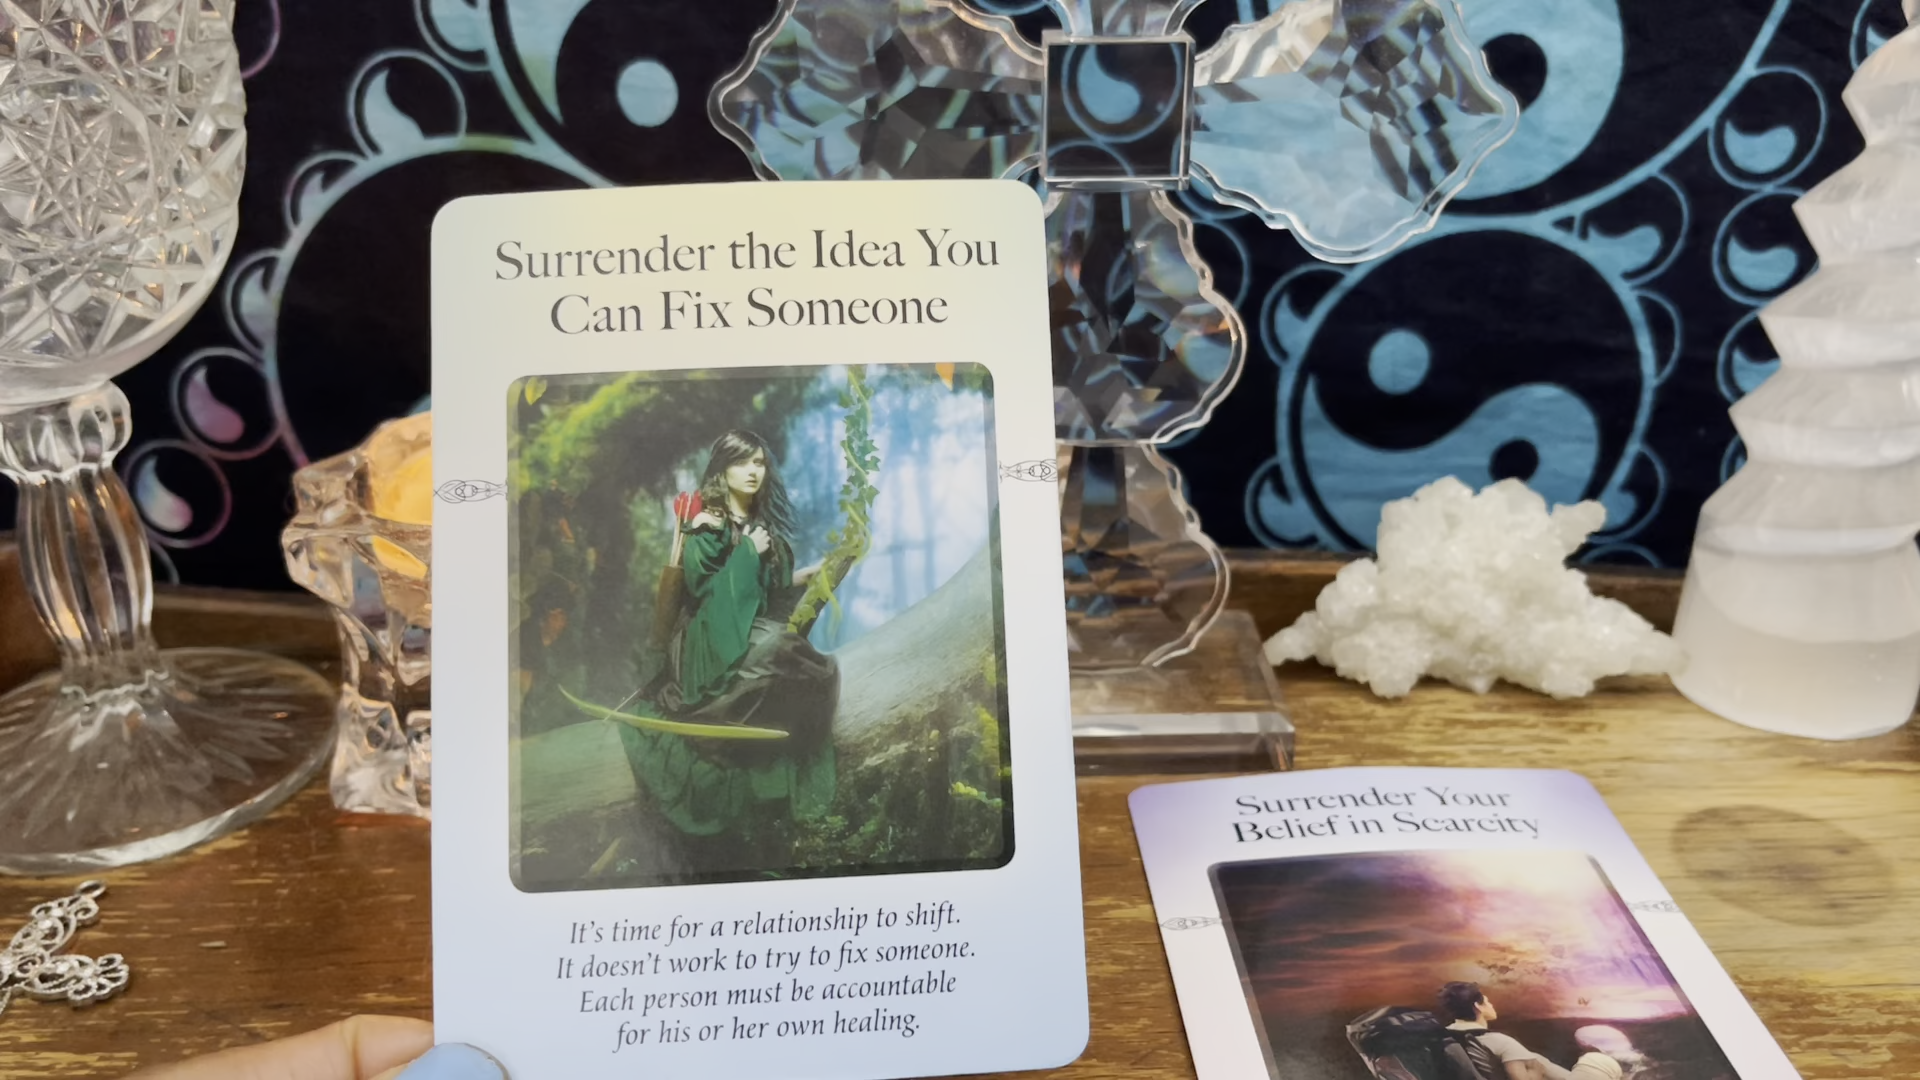 Surrender the Idea You
Can Fix Someone
It's time for a relationship to shift.
It doesn't work to try to fix someone.
Each person must be accountable
for his or her own healing.
Surrender Your
Belief in Scarcity